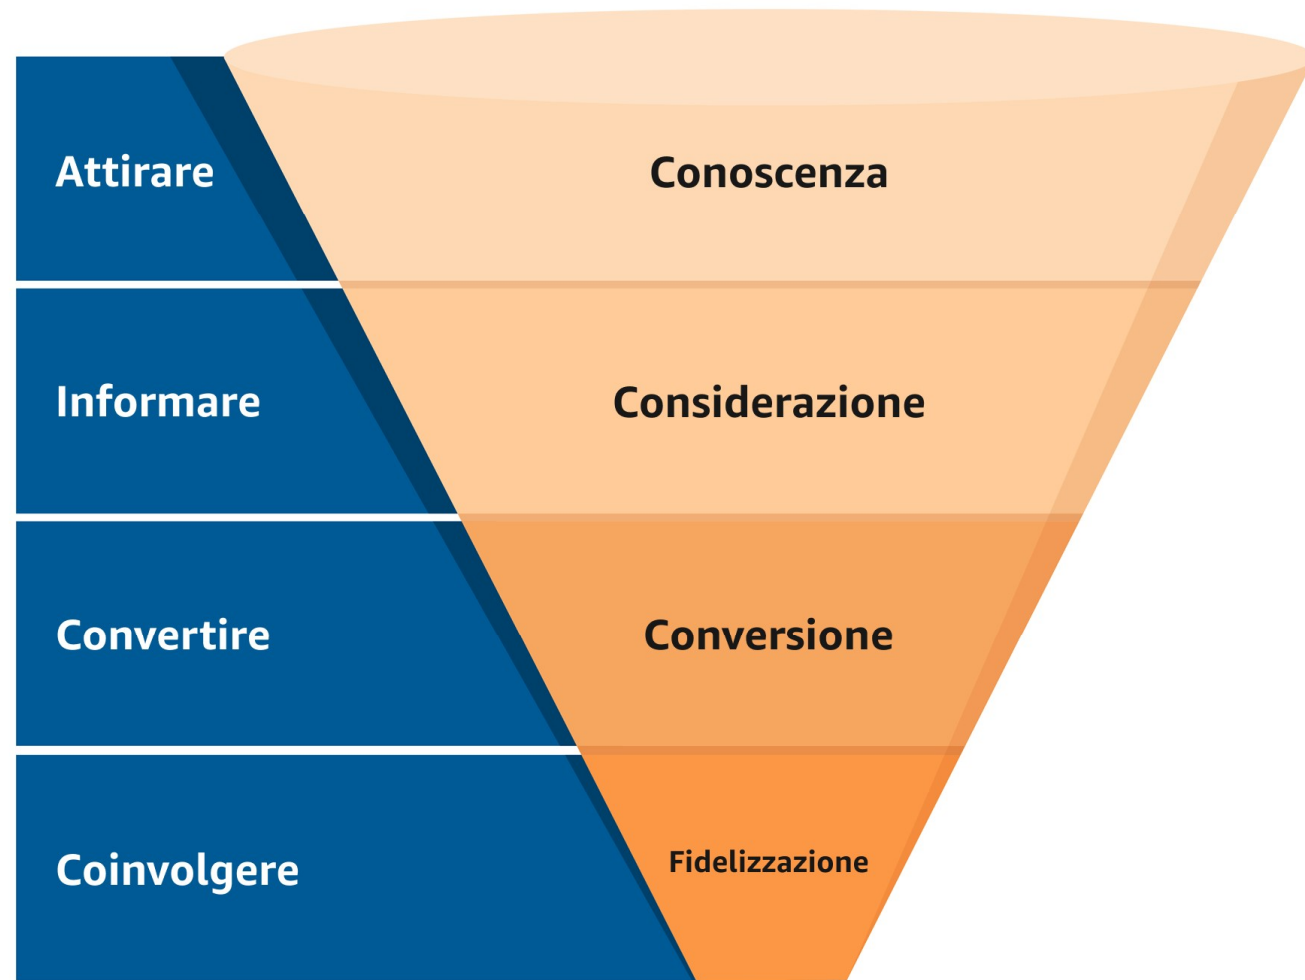 Attirare
Conoscenza
Informare
Considerazione
Convertire
Conversione
Coinvolgere
Fidelizzazione